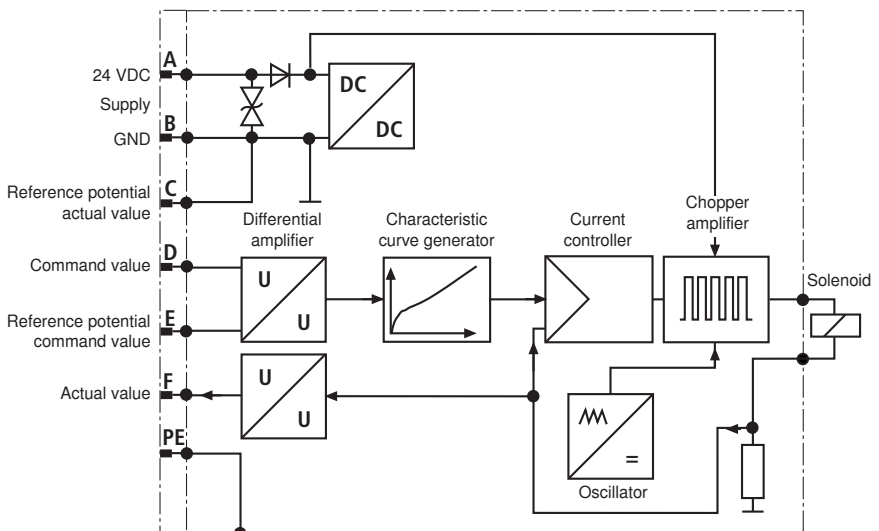 A
24 VDC
Supply
B
GND
DC
DC
C
Reference potential
actual value
Differential
amplifier
Characteristic
curve generator
Current
controller
Chopper
amplifier
D
Command value
U
U
Solenoid
E
Reference potential
command value
F
Actual value
U
U
=
Oscillator
PE